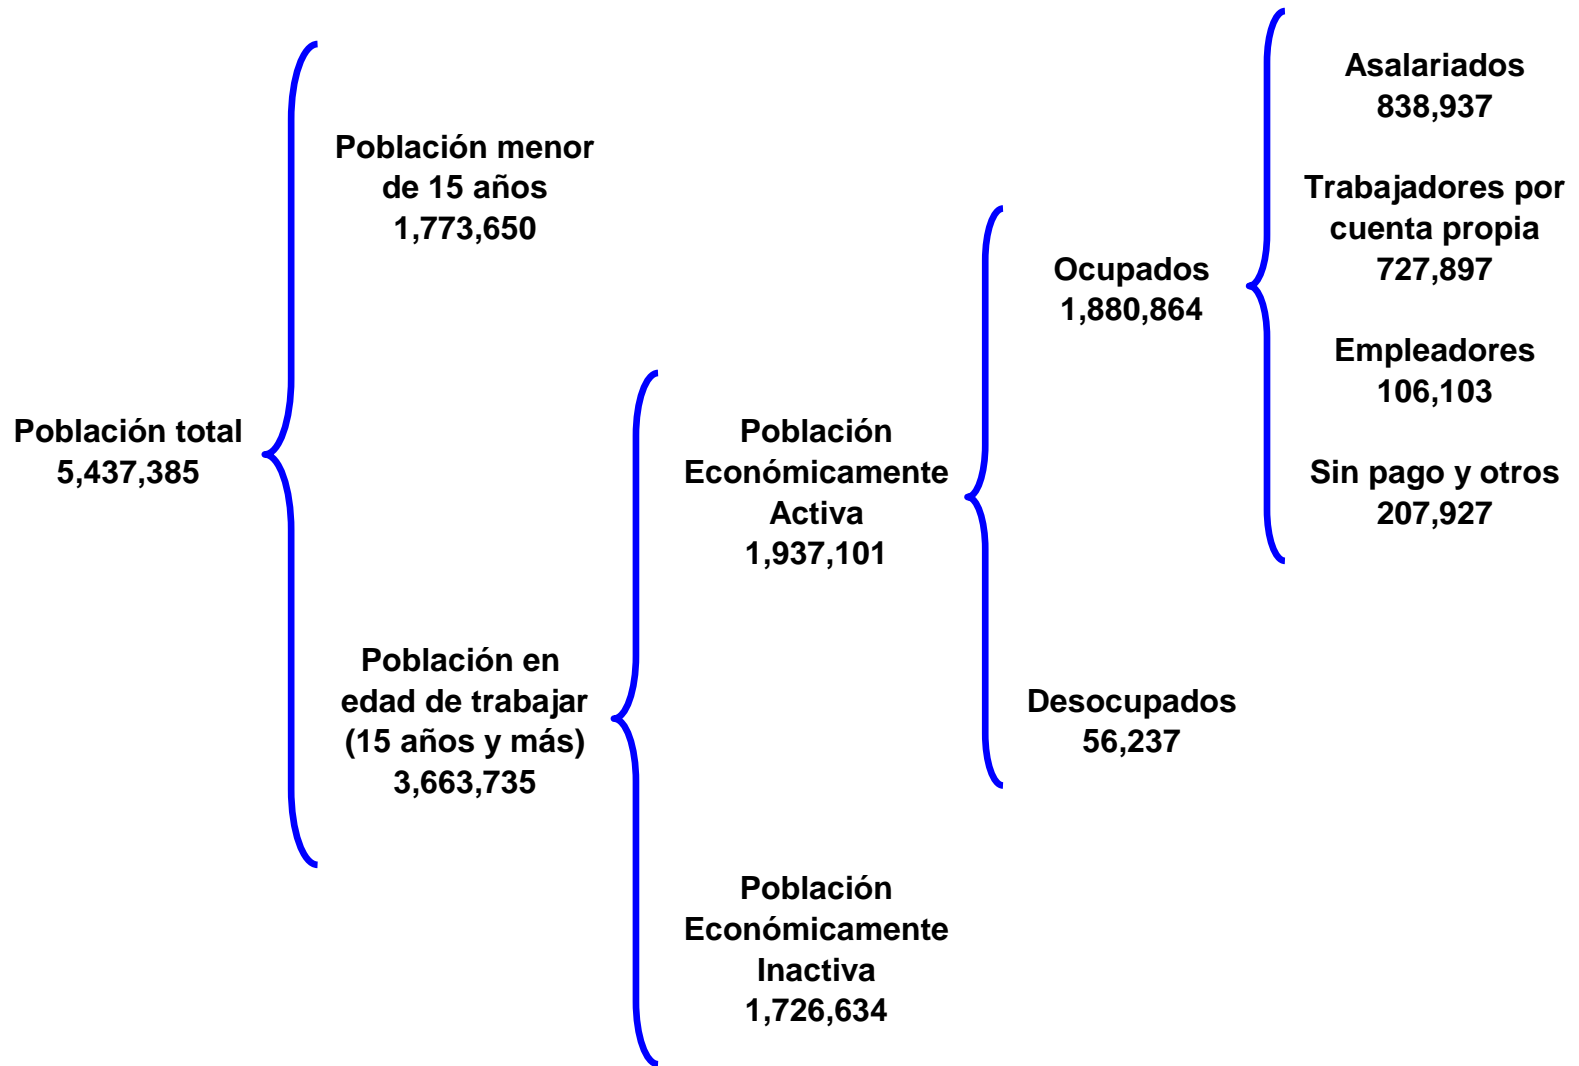 Población total
5,437,385
Población menor
de 15 años
1,773,650
Población en
edad de trabajar
(15 años y más)
3,663,735
Población
Económicamente
Activa
1,937,101
Población
Económicamente
Inactiva
1,726,634
Ocupados
1,880,864
Desocupados
56,237
Asalariados
838,937
Trabajadores por
cuenta propia
727,897
Empleadores
106,103
Sin pago y otros
207,927